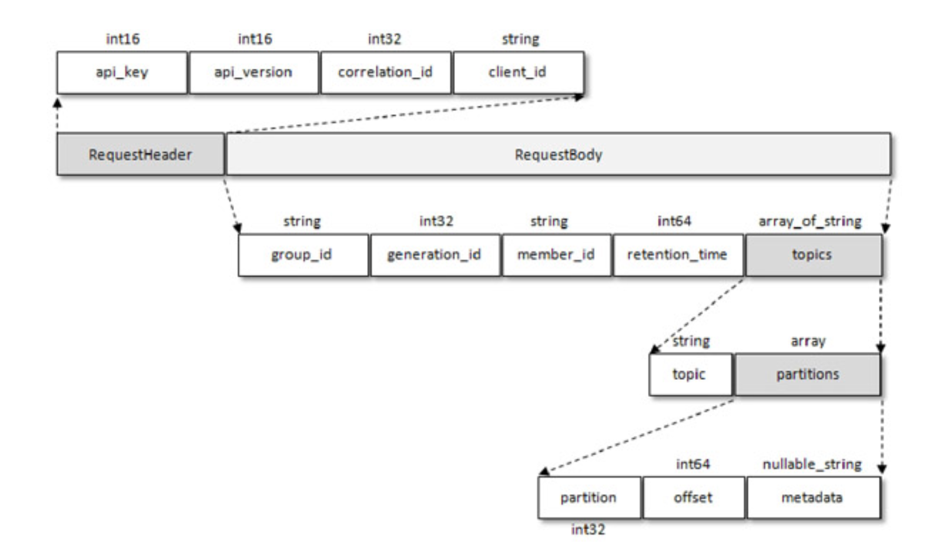 int16 int16 int32 string
api_key api_version correlation_id client_id
RequestHeader RequestBody
string int32 string int64 array_of_string
group_id generation_id member_id retention_time topics
string array
topic partitions
int64 nullable_string
partition offset metadata
int32